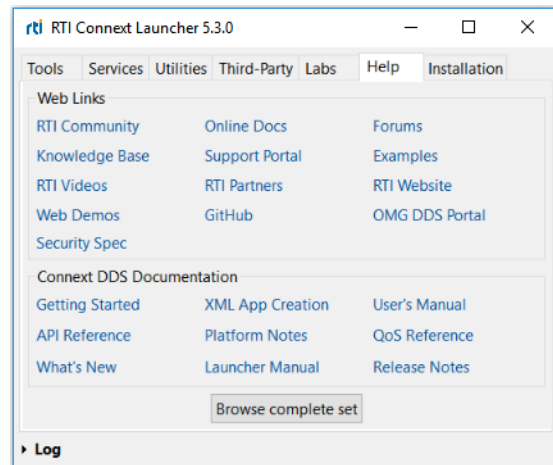 rti RTI Connext Launcher 5.3.0
Tools Services Utilities Third-Party Labs Help Installation
Web Links
RTI Community Online Docs Forums
Knowledge Base Support Portal Examples
RTI Videos RTI Partners RTI Website
Web Demos GitHub OMG DDS Portal
Security Spec
Connext DDS Documentation
Getting Started XML App Creation User's Manual
API Reference Platform Notes QoS Reference
What's New Launcher Manual Release Notes
Browse complete set
Log